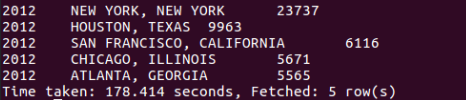 2012 NEW YORK, NEW YORK 23737
2012 HOUSTON, TEXAS 9963
2012 SAN FRANCISCO, CALIFORNIA 6116
2012 CHICAGO, ILLINOIS 5671
2012 ATLANTA, GEORGIA 5565
Time taken: 178.414 seconds, Fetched: 5 row(s)